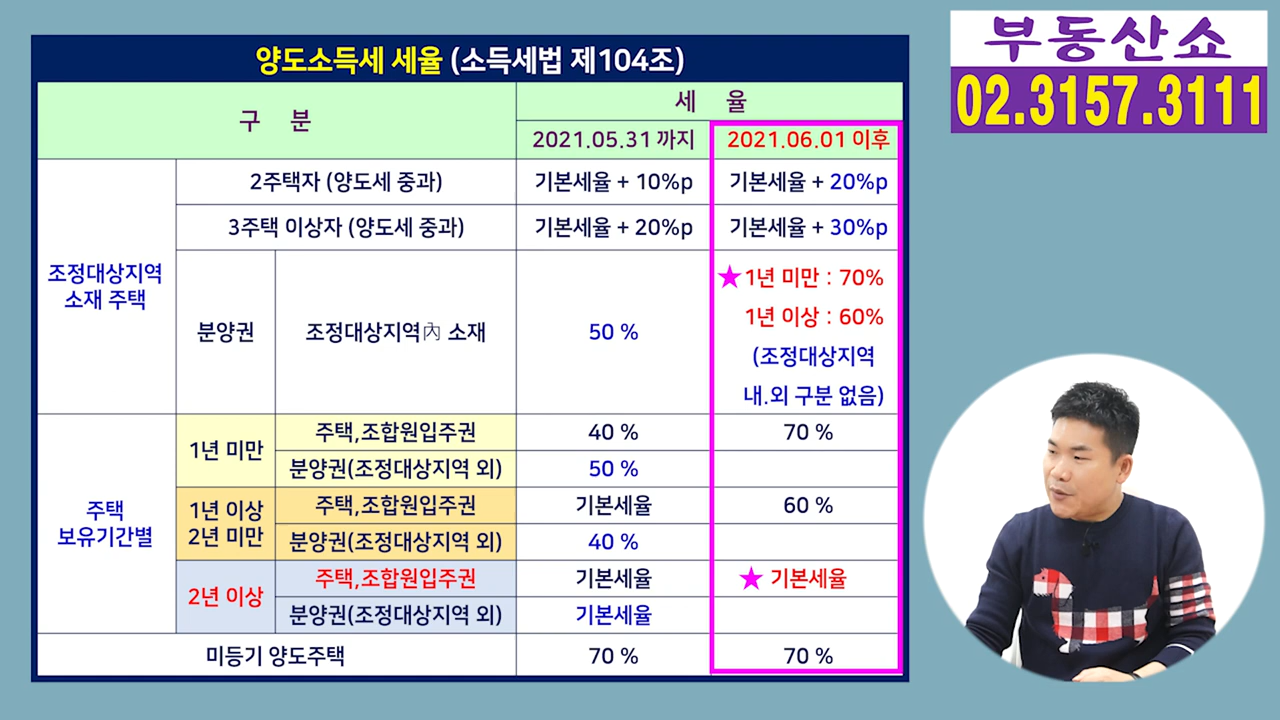 부동산쇼
02.3157.3111
양도소득세 세율 (소득세법 제104조)
구 분
세 율
2021.05.31 까지
2021.06.01 이후
조정대상지역
소재 주택
2주택자 (양도세 중과)
기본세율 + 10%p
기본세율 + 20%p
3주택 이상자 (양도세 중과)
기본세율 + 20%p
기본세율 + 30%p
분양권
조정대상지역內 소재
50 %
★1년 미만 : 70%
1년 이상 : 60%
(조정대상지역
내.외 구분 없음)
주택
보유기간별
1년 미만
주택,조합원입주권
40 %
70 %
분양권(조정대상지역 외)
50 %
1년 이상
2년 미만
주택,조합원입주권
기본세율
60 %
분양권(조정대상지역 외)
40 %
2년 이상
주택,조합원입주권
기본세율
★ 기본세율
분양권(조정대상지역 외)
기본세율
미등기 양도주택
70 %
70 %